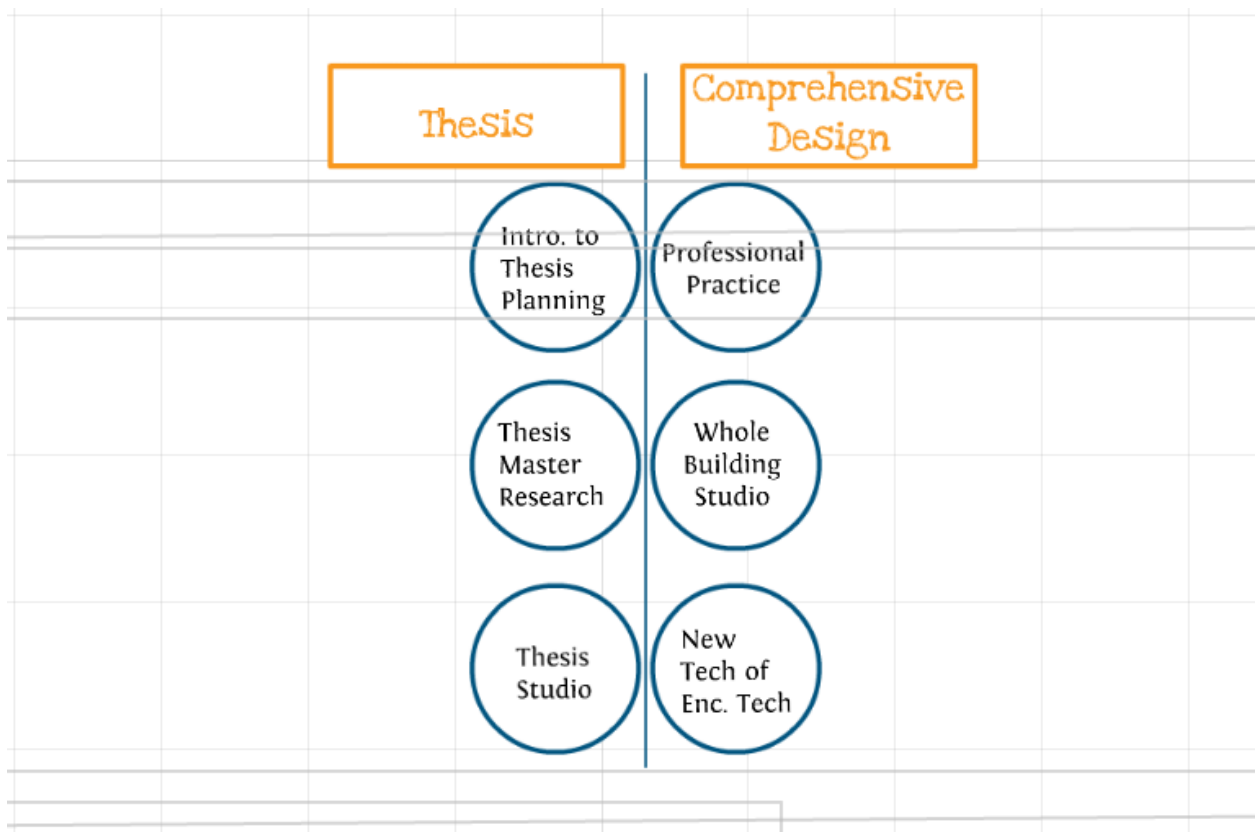 Thesis
Comprehensive
Design
Intro. to
Thesis
Planning
Professional
Practice
Thesis
Master
Research
Whole
Building
Studio
Thesis
Studio
New
Tech of
Enc. Tech